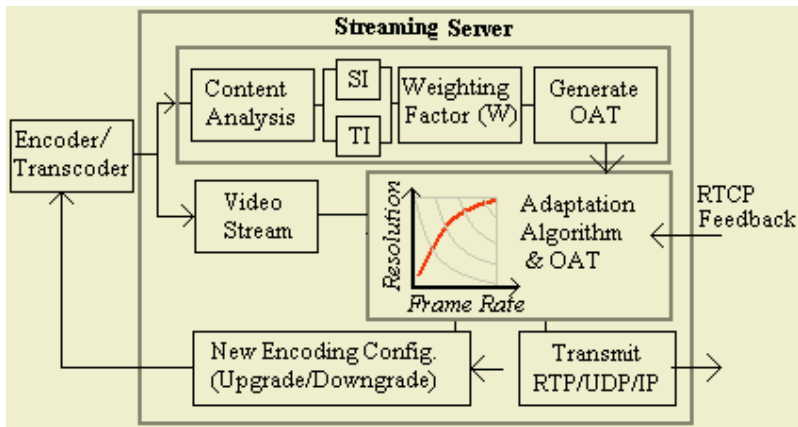 Streaming Server
Content
Analysis
SI
TI
Weighting
Factor (W)
Generate
OAT
Encoder/
Transcoder
Video
Stream
Resolution
Frame Rate
Adaptation
Algorithm
& OAT
RTCP
Feedback
New Encoding Config.
(Upgrade/Downgrade)
Transmit
RTP/UDP/IP